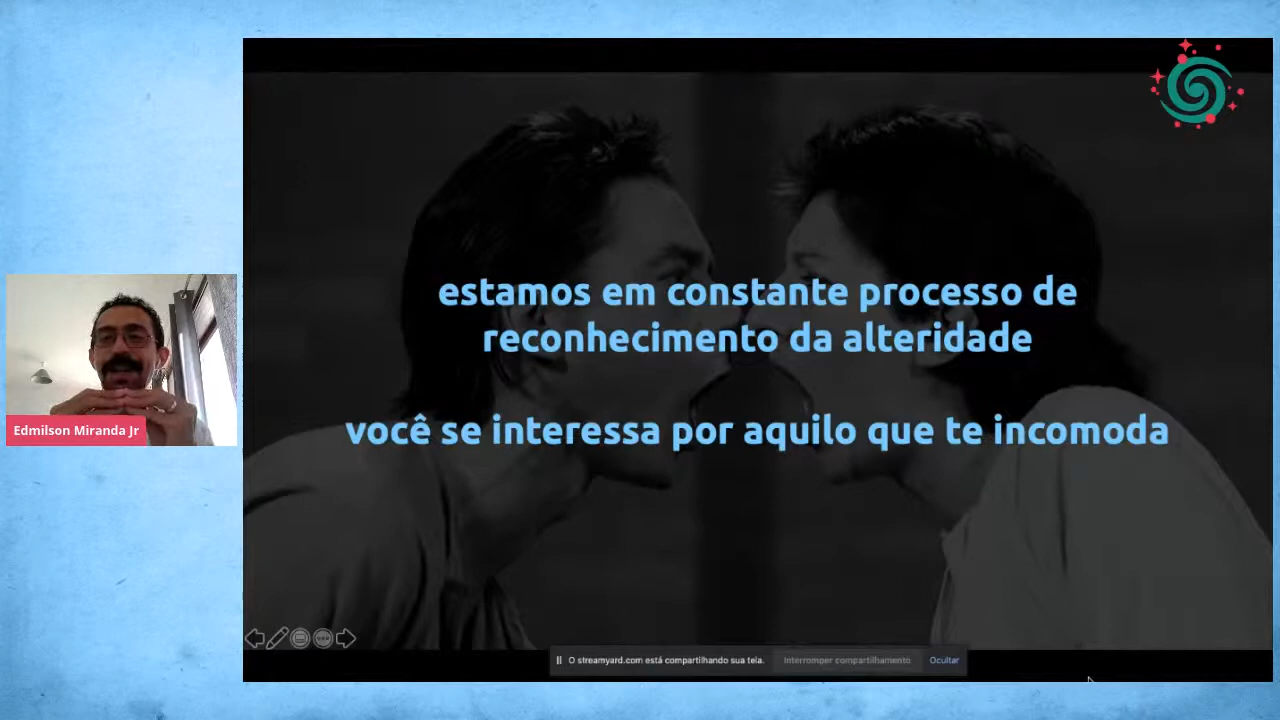 estamos em constante processo de
reconhecimento da alteridade
você se interessa por aquilo que te incomoda
Edmilson Miranda Jr
O streamyard.com está compartilhando sua tela.
Interromper compartilhamento
Ocultar